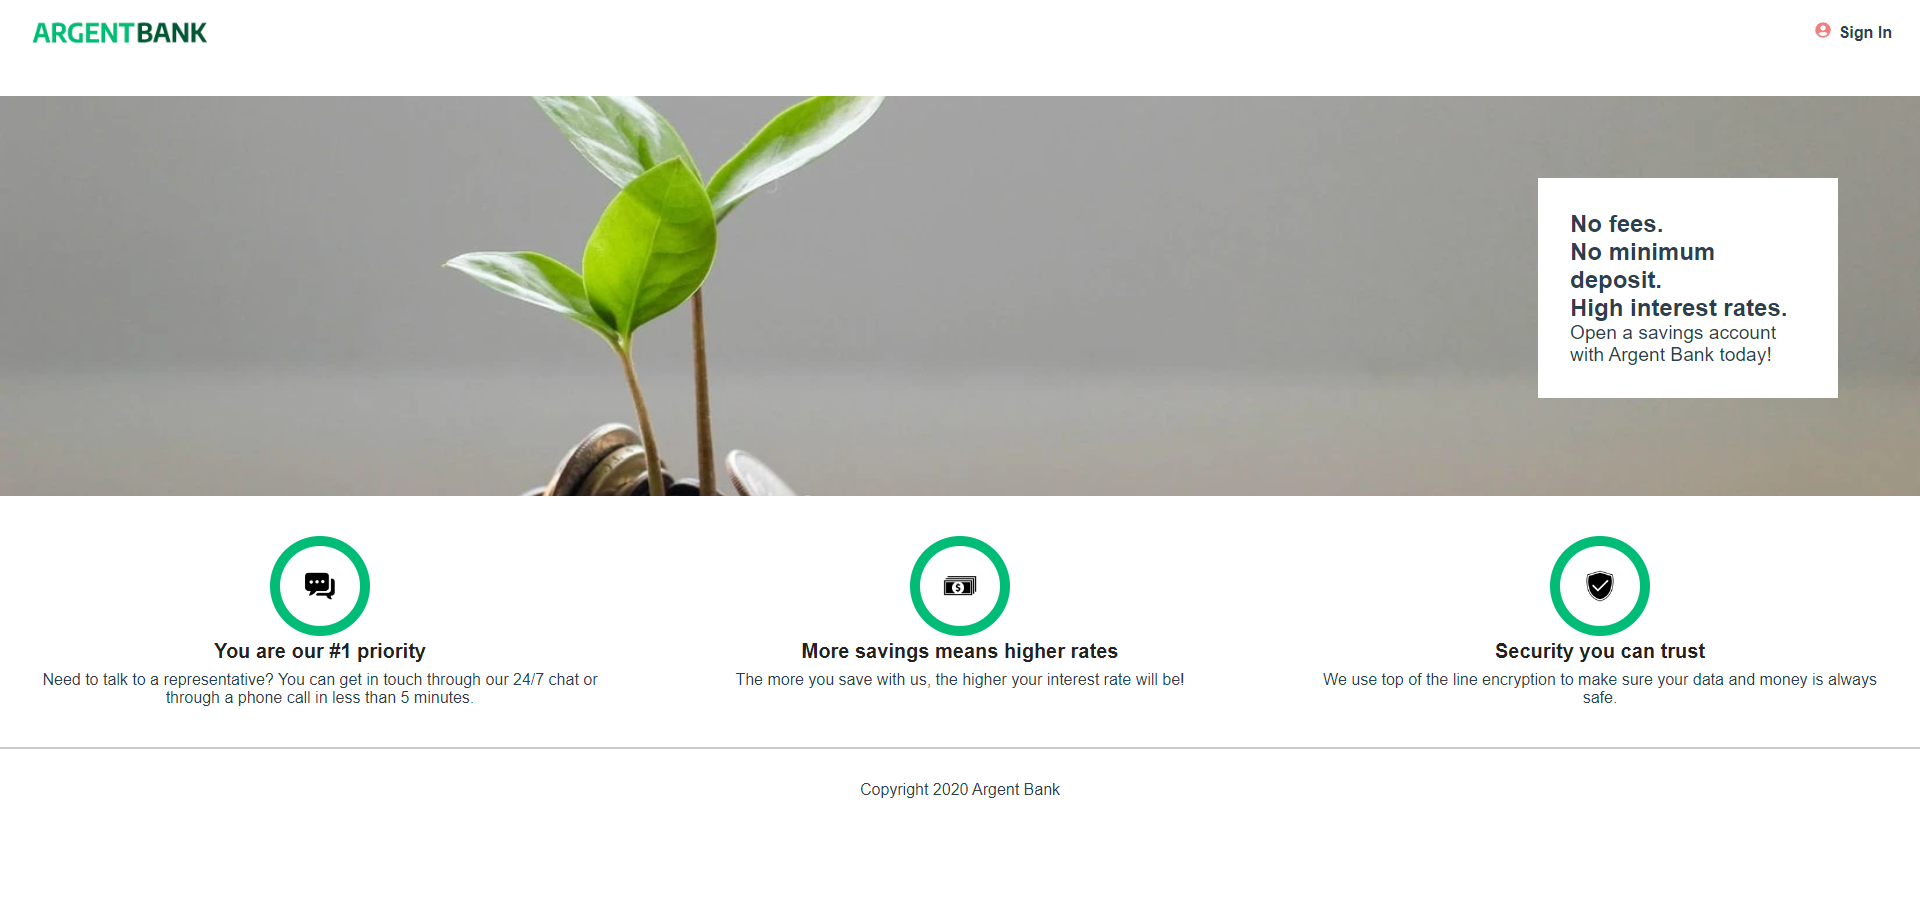 ARGENTBANK
Sign In
No fees.
No minimum
deposit.
High interest rates.
Open a savings account
with Argent Bank today!
You are our #1 priority
Need to talk to a representative? You can get in touch through our 24/7 chat or
through a phone call in less than 5 minutes.
More savings means higher rates
The more you save with us, the higher your interest rate will be!
Security you can trust
We use top of the line encryption to make sure your data and money is always
safe.
Copyright 2020 Argent Bank